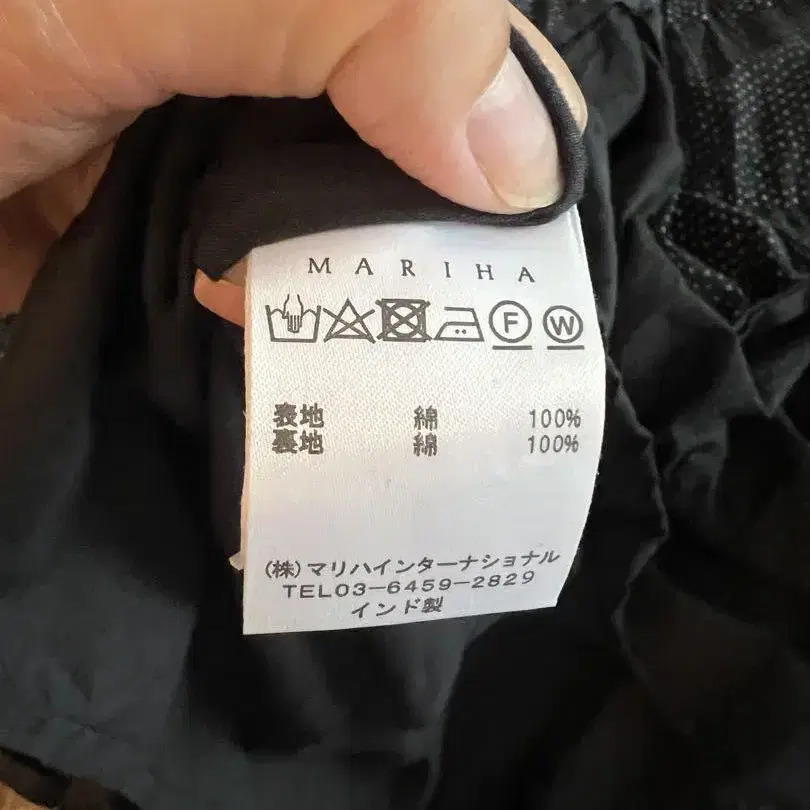 MARIHA
F W
表地 綿 100%
裏地 綿 100%
(株)マリハインターナショナル
TEL03-6459-2829
インド製